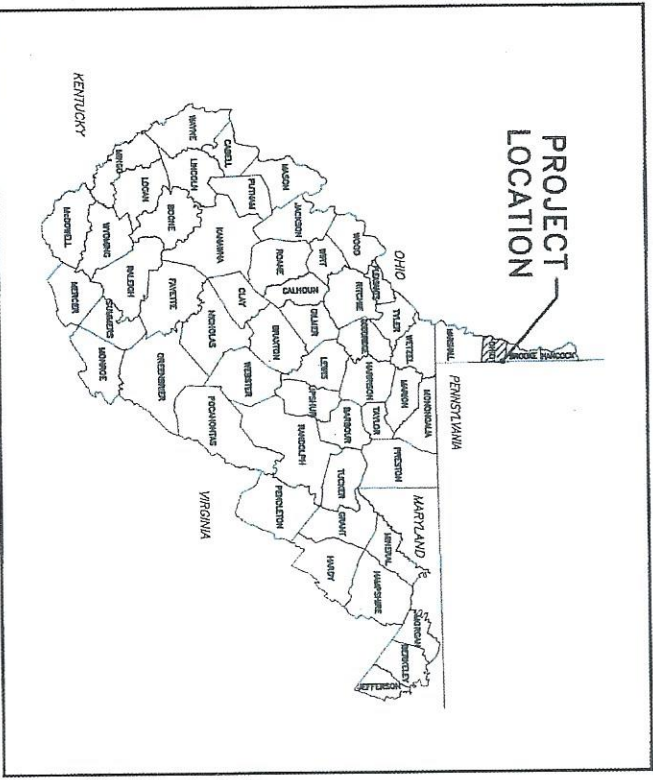 PROJECT
LOCATION
HANCOCK
BROOKE
OHIO
MARSHALL
PENNSYLVANIA
OHIO
WETZEL
MONONGALIA
MARION
TYLER
PRESTON
MARYLAND
TAYLOR
HARRISON
WOOD
RITCHIE
MORGAN
BERKELEY
JEFFERSON
MINERAL
HAMPSHIRE
WIRT
BARBOUR
TUCKER
GRANT
JACKSON
CALHOUN
GILMER
LEWIS
UPSHUR
HARDY
MASON
ROANE
BRAXTON
RANDOLPH
PENDLETON
PUTNAM
CLAY
WEBSTER
CABELL
KANAWHA
NICHOLAS
POCAHONTAS
VIRGINIA
WAYNE
LINCOLN
BOONE
FAYETTE
GREENBRIER
LOGAN
MINGO
RALEIGH
WYOMING
SUMMERS
MONROE
KENTUCKY
McDOWELL
MERCER